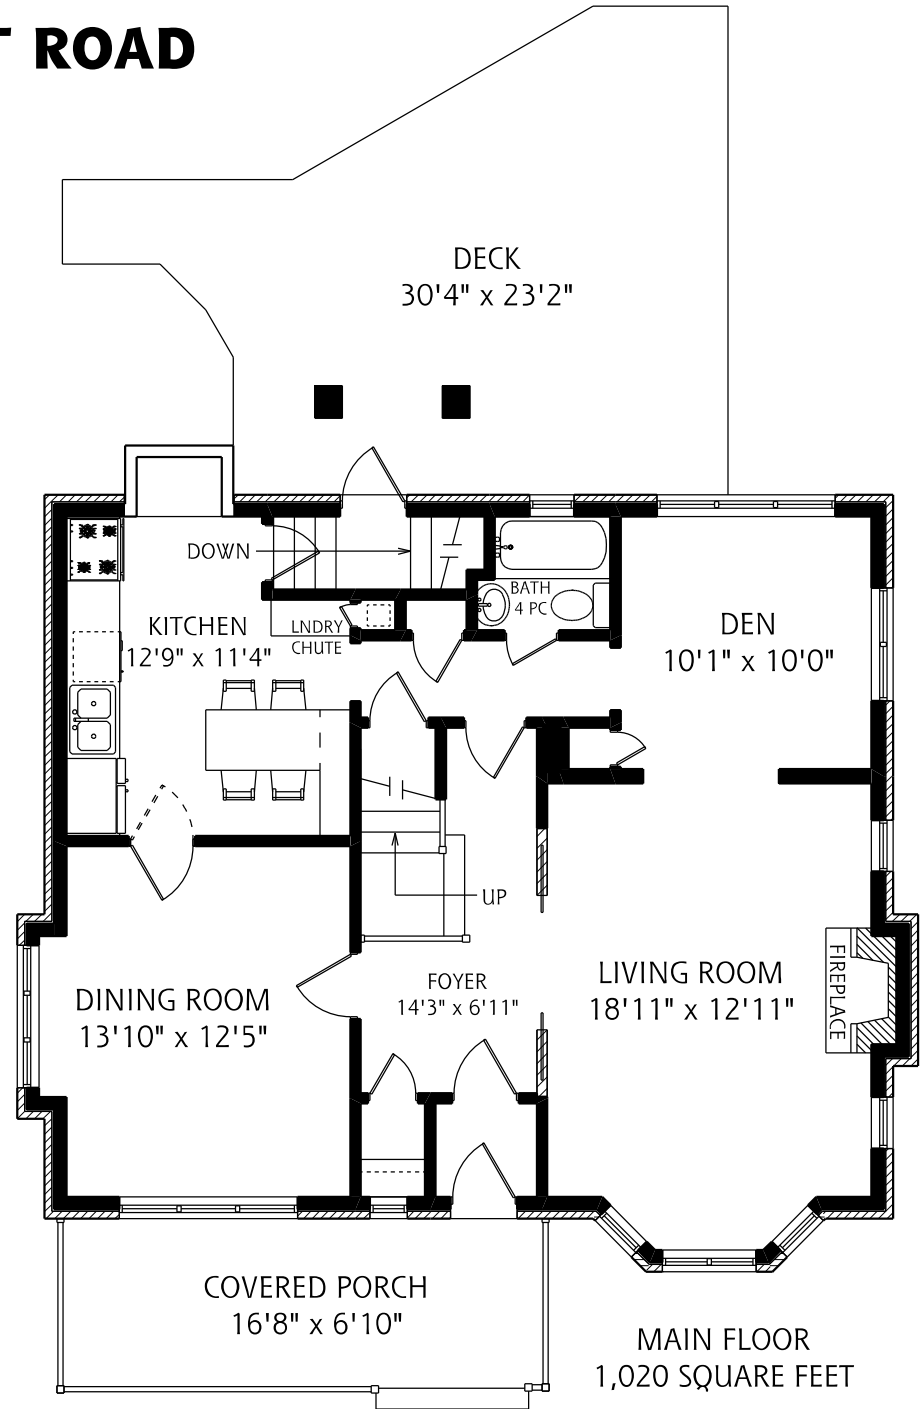 ROAD
DECK
30'4" x 23'2"
DOWN
BATH
4 PC
KITCHEN
12'9" x 11'4"
LNDRY
CHUTE
DEN
10'1" x 10'0"
UP
DINING ROOM
13'10" x 12'5"
FOYER
14'3" x 6'11"
LIVING ROOM
18'11" x 12'11"
FIREPLACE
COVERED PORCH
16'8" x 6'10"
MAIN FLOOR
1,020 SQUARE FEET